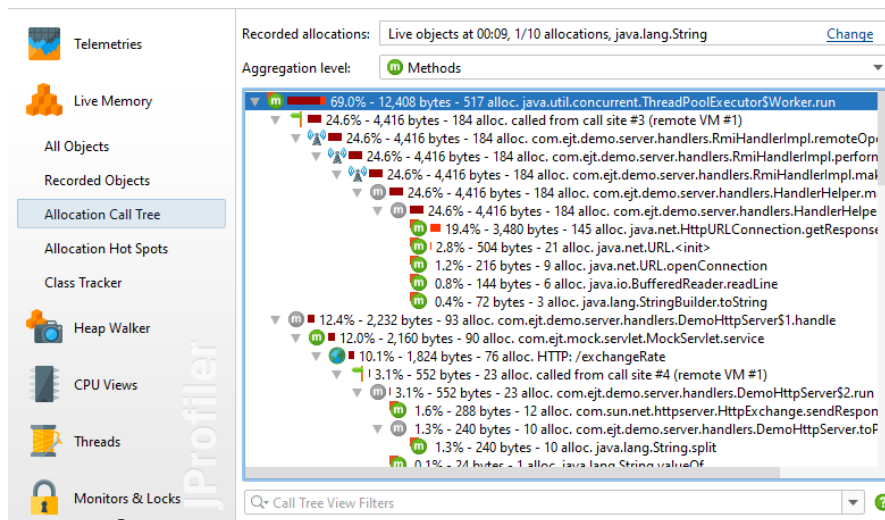 Telemetries
Live Memory
All Objects
Recorded Objects
Allocation Call Tree
Allocation Hot Spots
Class Tracker
Heap Walker
CPU Views
Threads
Monitors & Locks
JProfiler
Recorded allocations: Live objects at 00:09, 1/10 allocations, java.lang.String Change
Aggregation level: m Methods
m 69.0% - 12,408 bytes - 517 alloc. java.util.concurrent.ThreadPoolExecutor$Worker.run
24.6% - 4,416 bytes - 184 alloc. called from call site #3 (remote VM #1)
24.6% - 4,416 bytes - 184 alloc. com.ejt.demo.server.handlers.RmiHandlerImpl.remoteOpe
24.6% - 4,416 bytes - 184 alloc. com.ejt.demo.server.handlers.RmiHandlerImpl.perform
24.6% - 4,416 bytes - 184 alloc. com.ejt.demo.server.handlers.RmiHandlerImpl.mak
m 24.6% - 4,416 bytes - 184 alloc. com.ejt.demo.server.handlers.HandlerHelper.m
m 24.6% - 4,416 bytes - 184 alloc. com.ejt.demo.server.handlers.HandlerHelpe
m 19.4% - 3,480 bytes - 145 alloc. java.net.HttpURLConnection.getResponse
m 2.8% - 504 bytes - 21 alloc. java.net.URL.<init>
m 1.2% - 216 bytes - 9 alloc. java.net.URL.openConnection
m 0.8% - 144 bytes - 6 alloc. java.io.BufferedReader.readLine
m 0.4% - 72 bytes - 3 alloc. java.lang.StringBuilder.toString
m 12.4% - 2,232 bytes - 93 alloc. com.ejt.demo.server.handlers.DemoHttpServer$1.handle
m 12.0% - 2,160 bytes - 90 alloc. com.ejt.mock.servlet.MockServlet.service
10.1% - 1,824 bytes - 76 alloc. HTTP: /exchangeRate
3.1% - 552 bytes - 23 alloc. called from call site #4 (remote VM #1)
m 3.1% - 552 bytes - 23 alloc. com.ejt.demo.server.handlers.DemoHttpServer$2.run
m 1.6% - 288 bytes - 12 alloc. com.sun.net.httpserver.HttpExchange.sendRespon
m 1.3% - 240 bytes - 10 alloc. com.ejt.demo.server.handlers.DemoHttpServer.toP
m 1.3% - 240 bytes - 10 alloc. java.lang.String.split
m 0.1% - 24 bytes - 1 alloc. java.lang.String.valueOf
Call Tree View Filters
?